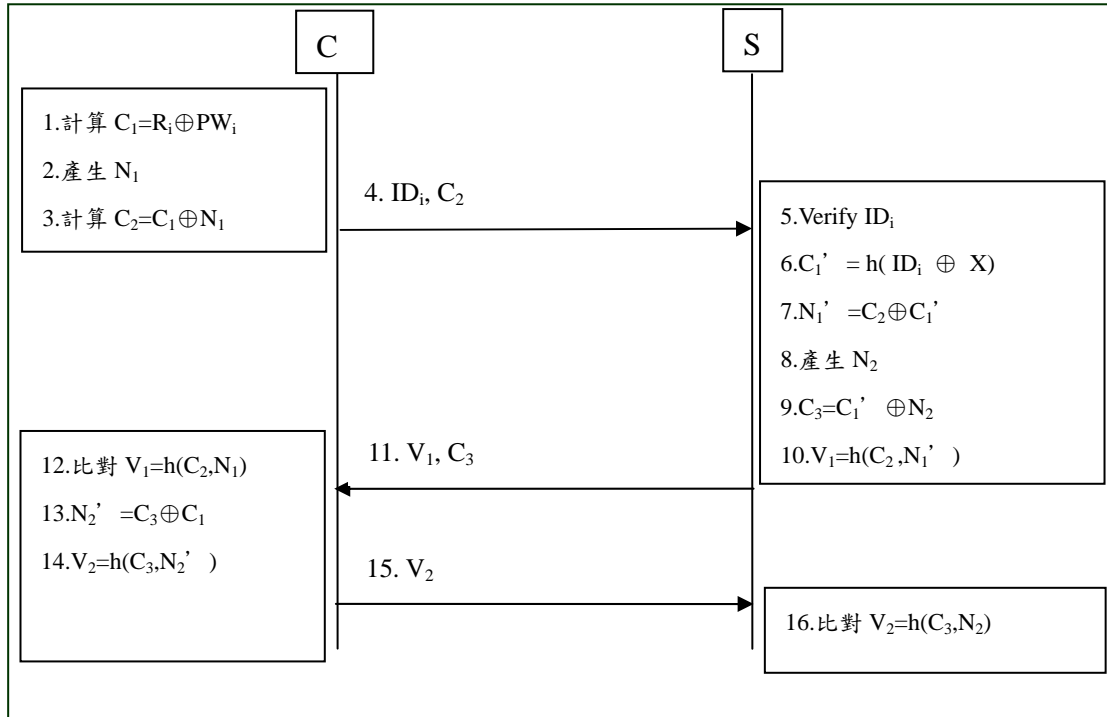 C
S
1.計算 C₁=Rᵢ⊕PWᵢ
2.產生 N₁
3.計算 C₂=C₁⊕N₁
4. IDᵢ, C₂
5.Verify IDᵢ
6.C₁’ = h( IDᵢ ⊕ X)
7.N₁’ =C₂⊕C₁’
8.產生 N₂
9.C₃=C₁’ ⊕N₂
10.V₁=h(C₂,N₁’ )
11. V₁, C₃
12.比對 V₁=h(C₂,N₁)
13.N₂’ =C₃⊕C₁
14.V₂=h(C₃,N₂’ )
15. V₂
16.比對 V₂=h(C₃,N₂)